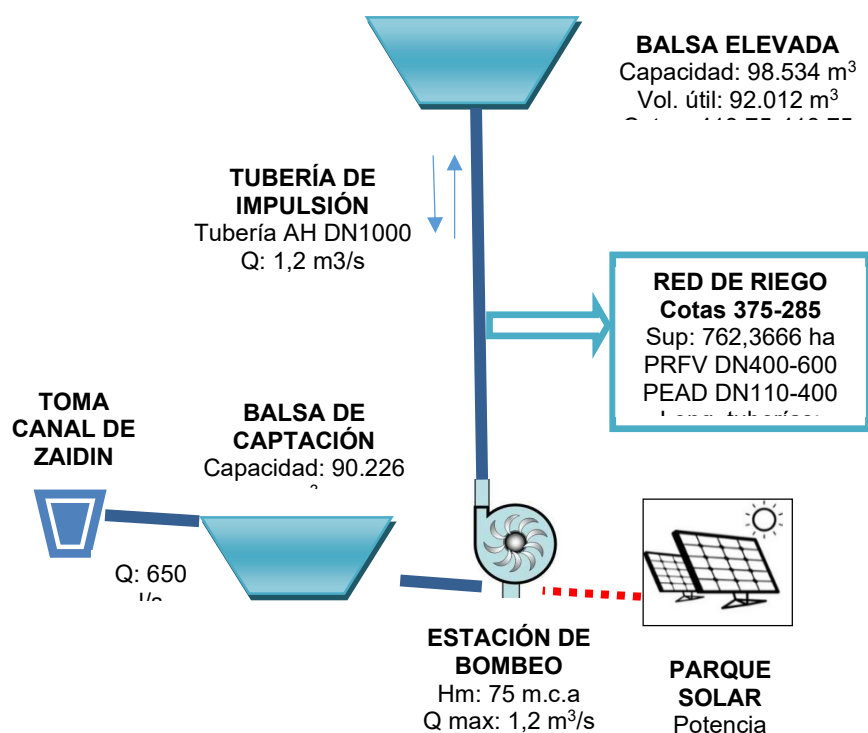 BALSA ELEVADA
Capacidad: 98.534 m³
Vol. útil: 92.012 m³
TUBERÍA DE
IMPULSIÓN
Tubería AH DN1000
Q: 1,2 m3/s
RED DE RIEGO
Cotas 375-285
Sup: 762,3666 ha
PRFV DN400-600
PEAD DN110-400
TOMA
CANAL DE
ZAIDIN
BALSA DE
CAPTACIÓN
Capacidad: 90.226
Q: 650
ESTACIÓN DE
BOMBEO
Hm: 75 m.c.a
Q max: 1,2 m³/s
PARQUE
SOLAR
Potencia